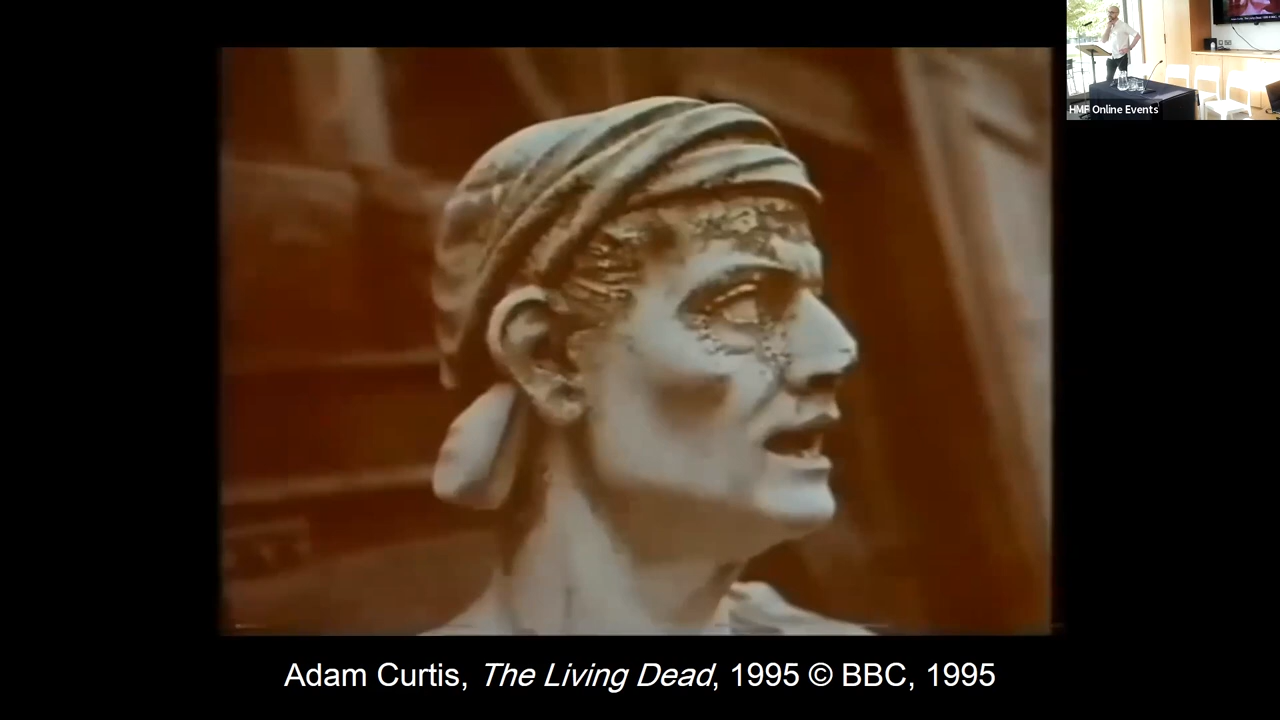 HMF Online Events
Adam Curtis, The Living Dead, 1995 © BBC, 1995